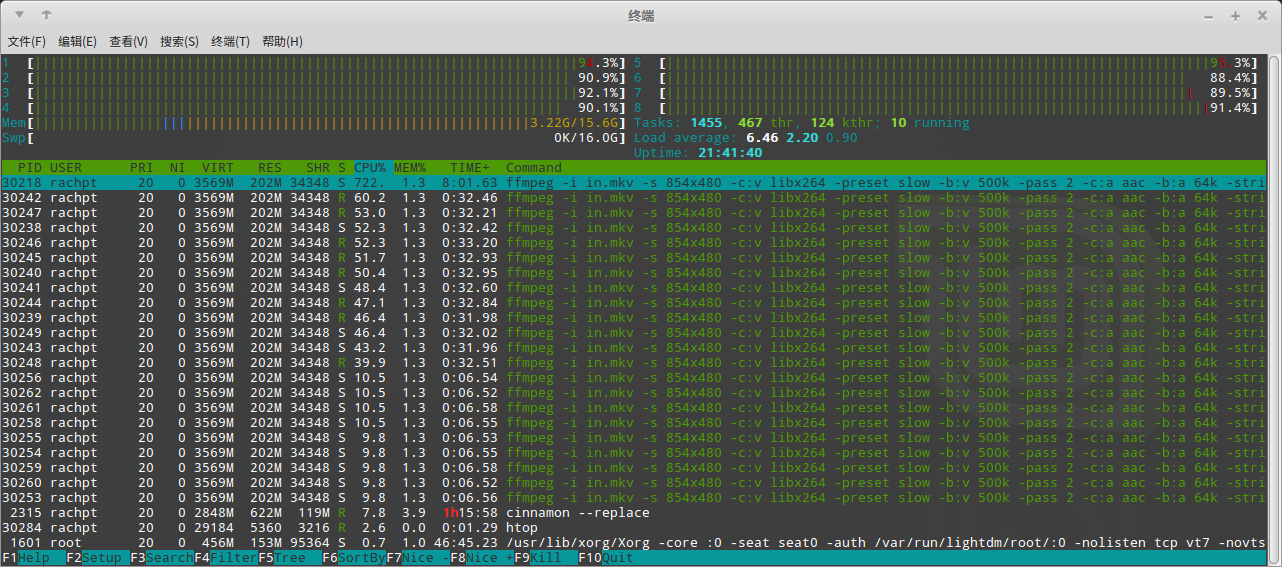 终端
文件(F) 编辑(E) 查看(V) 搜索(S) 终端(T) 帮助(H)
1 [ 94.3%] 5 [ 95.3%]
2 [ 90.9%] 6 [ 88.4%]
3 [ 92.1%] 7 [ 89.5%]
4 [ 90.1%] 8 [ 91.4%]
Mem[ 3.22G/15.6G] Tasks: 1455, 467 thr, 124 kthr; 10 running
Swp[ 0K/16.0G] Load average: 6.46 2.20 0.90
Uptime: 21:41:40
PID USER PRI NI VIRT RES SHR S CPU% MEM% TIME+ Command
30218 rachpt 20 0 3569M 202M 34348 S 722. 1.3 8:01.63 ffmpeg -i in.mkv -s 854x480 -c:v libx264 -preset slow -b:v 500k -pass 2 -c:a aac -b:a 64k -stri
30242 rachpt 20 0 3569M 202M 34348 R 60.2 1.3 0:32.46 ffmpeg -i in.mkv -s 854x480 -c:v libx264 -preset slow -b:v 500k -pass 2 -c:a aac -b:a 64k -stri
30247 rachpt 20 0 3569M 202M 34348 R 53.0 1.3 0:32.21 ffmpeg -i in.mkv -s 854x480 -c:v libx264 -preset slow -b:v 500k -pass 2 -c:a aac -b:a 64k -stri
30238 rachpt 20 0 3569M 202M 34348 S 52.3 1.3 0:32.42 ffmpeg -i in.mkv -s 854x480 -c:v libx264 -preset slow -b:v 500k -pass 2 -c:a aac -b:a 64k -stri
30246 rachpt 20 0 3569M 202M 34348 R 52.3 1.3 0:33.20 ffmpeg -i in.mkv -s 854x480 -c:v libx264 -preset slow -b:v 500k -pass 2 -c:a aac -b:a 64k -stri
30245 rachpt 20 0 3569M 202M 34348 R 51.7 1.3 0:32.93 ffmpeg -i in.mkv -s 854x480 -c:v libx264 -preset slow -b:v 500k -pass 2 -c:a aac -b:a 64k -stri
30240 rachpt 20 0 3569M 202M 34348 R 50.4 1.3 0:32.95 ffmpeg -i in.mkv -s 854x480 -c:v libx264 -preset slow -b:v 500k -pass 2 -c:a aac -b:a 64k -stri
30241 rachpt 20 0 3569M 202M 34348 S 48.4 1.3 0:32.60 ffmpeg -i in.mkv -s 854x480 -c:v libx264 -preset slow -b:v 500k -pass 2 -c:a aac -b:a 64k -stri
30244 rachpt 20 0 3569M 202M 34348 R 47.1 1.3 0:32.84 ffmpeg -i in.mkv -s 854x480 -c:v libx264 -preset slow -b:v 500k -pass 2 -c:a aac -b:a 64k -stri
30239 rachpt 20 0 3569M 202M 34348 R 46.4 1.3 0:31.98 ffmpeg -i in.mkv -s 854x480 -c:v libx264 -preset slow -b:v 500k -pass 2 -c:a aac -b:a 64k -stri
30249 rachpt 20 0 3569M 202M 34348 S 46.4 1.3 0:32.02 ffmpeg -i in.mkv -s 854x480 -c:v libx264 -preset slow -b:v 500k -pass 2 -c:a aac -b:a 64k -stri
30243 rachpt 20 0 3569M 202M 34348 S 43.2 1.3 0:31.96 ffmpeg -i in.mkv -s 854x480 -c:v libx264 -preset slow -b:v 500k -pass 2 -c:a aac -b:a 64k -stri
30248 rachpt 20 0 3569M 202M 34348 R 39.9 1.3 0:32.51 ffmpeg -i in.mkv -s 854x480 -c:v libx264 -preset slow -b:v 500k -pass 2 -c:a aac -b:a 64k -stri
30256 rachpt 20 0 3569M 202M 34348 S 10.5 1.3 0:06.54 ffmpeg -i in.mkv -s 854x480 -c:v libx264 -preset slow -b:v 500k -pass 2 -c:a aac -b:a 64k -stri
30262 rachpt 20 0 3569M 202M 34348 S 10.5 1.3 0:06.52 ffmpeg -i in.mkv -s 854x480 -c:v libx264 -preset slow -b:v 500k -pass 2 -c:a aac -b:a 64k -stri
30261 rachpt 20 0 3569M 202M 34348 S 10.5 1.3 0:06.58 ffmpeg -i in.mkv -s 854x480 -c:v libx264 -preset slow -b:v 500k -pass 2 -c:a aac -b:a 64k -stri
30258 rachpt 20 0 3569M 202M 34348 S 10.5 1.3 0:06.55 ffmpeg -i in.mkv -s 854x480 -c:v libx264 -preset slow -b:v 500k -pass 2 -c:a aac -b:a 64k -stri
30255 rachpt 20 0 3569M 202M 34348 S 9.8 1.3 0:06.53 ffmpeg -i in.mkv -s 854x480 -c:v libx264 -preset slow -b:v 500k -pass 2 -c:a aac -b:a 64k -stri
30254 rachpt 20 0 3569M 202M 34348 S 9.8 1.3 0:06.55 ffmpeg -i in.mkv -s 854x480 -c:v libx264 -preset slow -b:v 500k -pass 2 -c:a aac -b:a 64k -stri
30259 rachpt 20 0 3569M 202M 34348 S 9.8 1.3 0:06.58 ffmpeg -i in.mkv -s 854x480 -c:v libx264 -preset slow -b:v 500k -pass 2 -c:a aac -b:a 64k -stri
30260 rachpt 20 0 3569M 202M 34348 S 9.8 1.3 0:06.52 ffmpeg -i in.mkv -s 854x480 -c:v libx264 -preset slow -b:v 500k -pass 2 -c:a aac -b:a 64k -stri
30253 rachpt 20 0 3569M 202M 34348 S 9.8 1.3 0:06.56 ffmpeg -i in.mkv -s 854x480 -c:v libx264 -preset slow -b:v 500k -pass 2 -c:a aac -b:a 64k -stri
2315 rachpt 20 0 2848M 622M 119M R 7.8 3.9 1h15:58 cinnamon --replace
30284 rachpt 20 0 29184 5360 3216 R 2.6 0.0 0:01.29 htop
1601 root 20 0 456M 153M 95364 S 0.7 1.0 46:45.23 /usr/lib/xorg/Xorg -core :0 -seat seat0 -auth /var/run/lightdm/root/:0 -nolisten tcp vt7 -novts
F1Help F2Setup F3SearchF4FilterF5Tree F6SortByF7Nice -F8Nice +F9Kill F10Quit